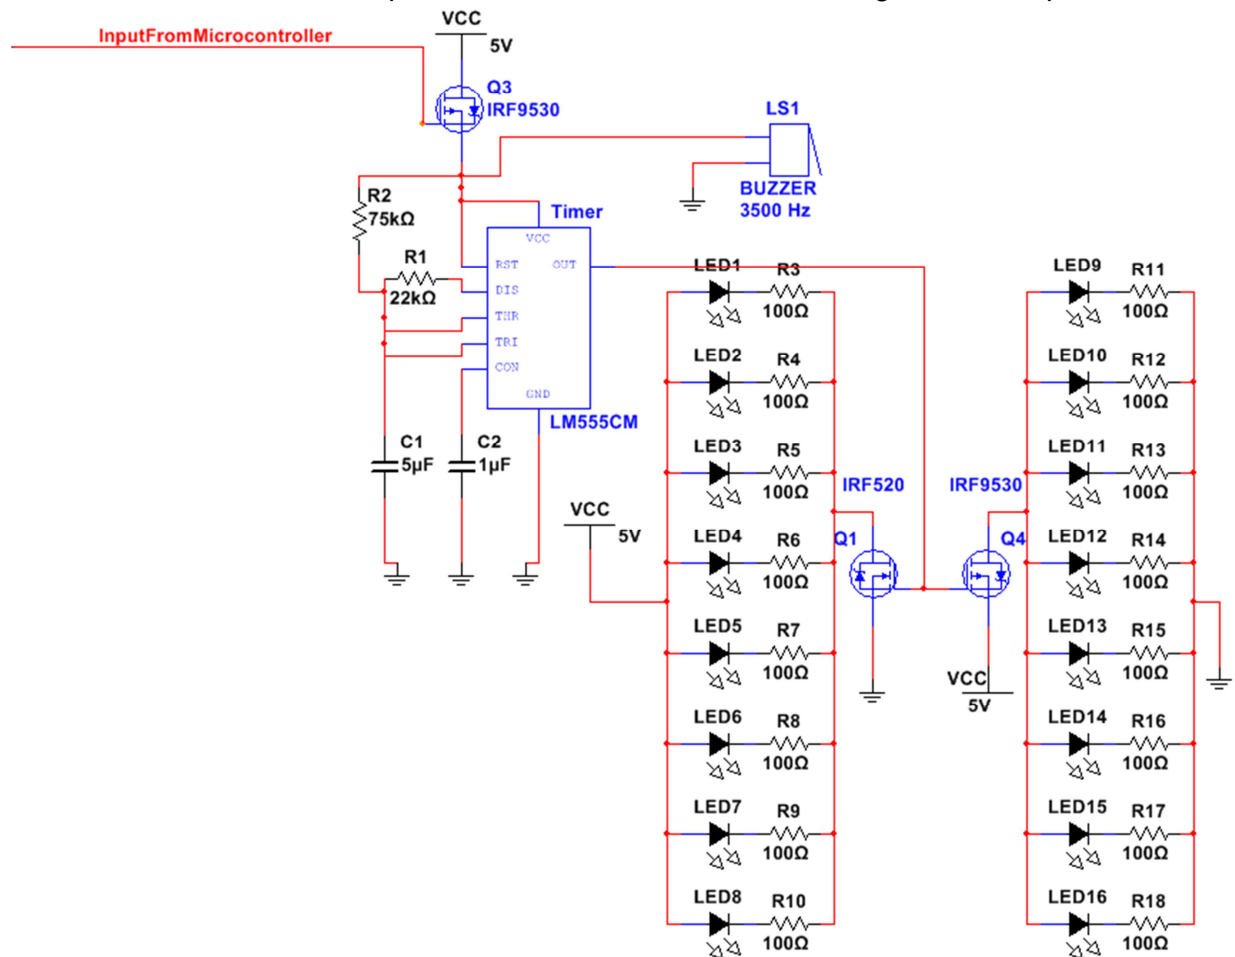 InputFromMicrocontroller
VCC
5V
Q3
IRF9530
LS1
BUZZER
3500 Hz
R2
75kΩ
R1
22kΩ
Timer
VCC
RST
OUT
DIS
THR
TRI
CON
GND
LM555CM
C1
5µF
C2
1µF
VCC
5V
LED1
R3
100Ω
LED2
R4
100Ω
LED3
R5
100Ω
LED4
R6
100Ω
LED5
R7
100Ω
LED6
R8
100Ω
LED7
R9
100Ω
LED8
R10
100Ω
IRF520
Q1
IRF9530
Q4
VCC
5V
LED9
R11
100Ω
LED10
R12
100Ω
LED11
R13
100Ω
LED12
R14
100Ω
LED13
R15
100Ω
LED14
R16
100Ω
LED15
R17
100Ω
LED16
R18
100Ω